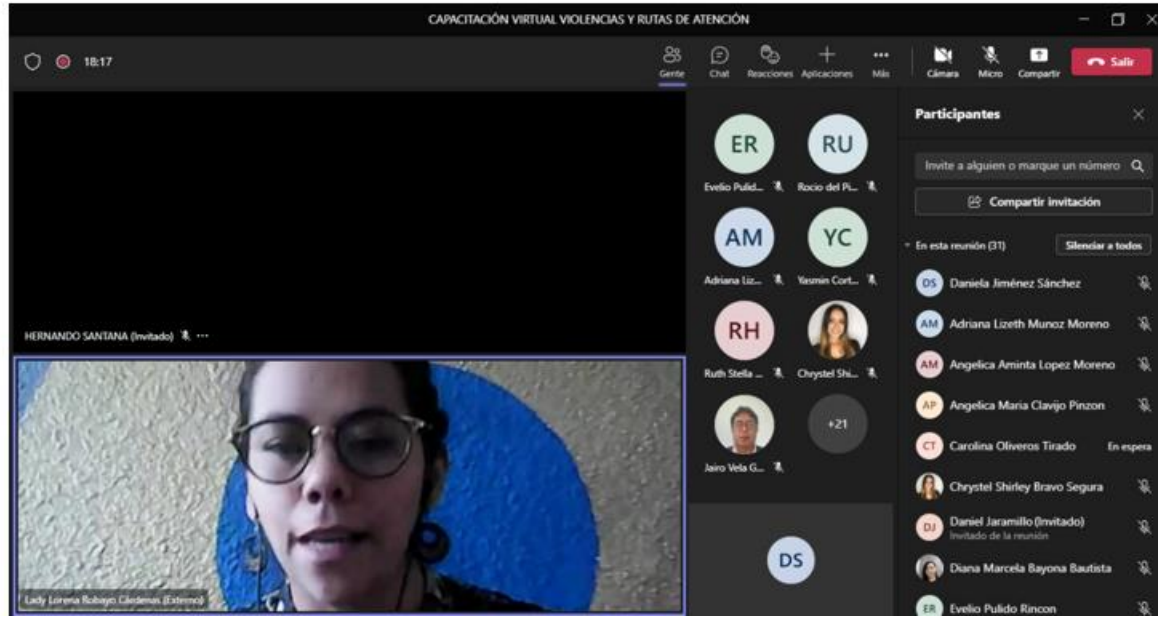 CAPACITACIÓN VIRTUAL VIOLENCIAS Y RUTAS DE ATENCIÓN
18:17
Gente
Chat
Reacciones
Aplicaciones
Más
Cámara
Micro
Compartir
Salir
HERNANDO SANTANA (Invitado)
Lady Lorena Robayo Cárdenas (Externo)
ER
RU
Evelio Pulid...
Rocio del Pi...
AM
YC
Adriana Liz...
Yasmin Cort...
RH
Ruth Stella ...
Chrystel Shi...
+21
Jairo Vela G...
DS
Participantes
Invite a alguien o marque un número
Compartir invitación
En esta reunión (31)
Silenciar a todos
DS Daniela Jiménez Sánchez
AM Adriana Lizeth Munoz Moreno
AM Angelica Aminta Lopez Moreno
AP Angelica Maria Clavijo Pinzon
CT Carolina Oliveros Tirado En espera
Chrystel Shirley Bravo Segura
DJ Daniel Jaramillo (Invitado)
Invitado de la reunión
Diana Marcela Bayona Bautista
ER Evelio Pulido Rincon